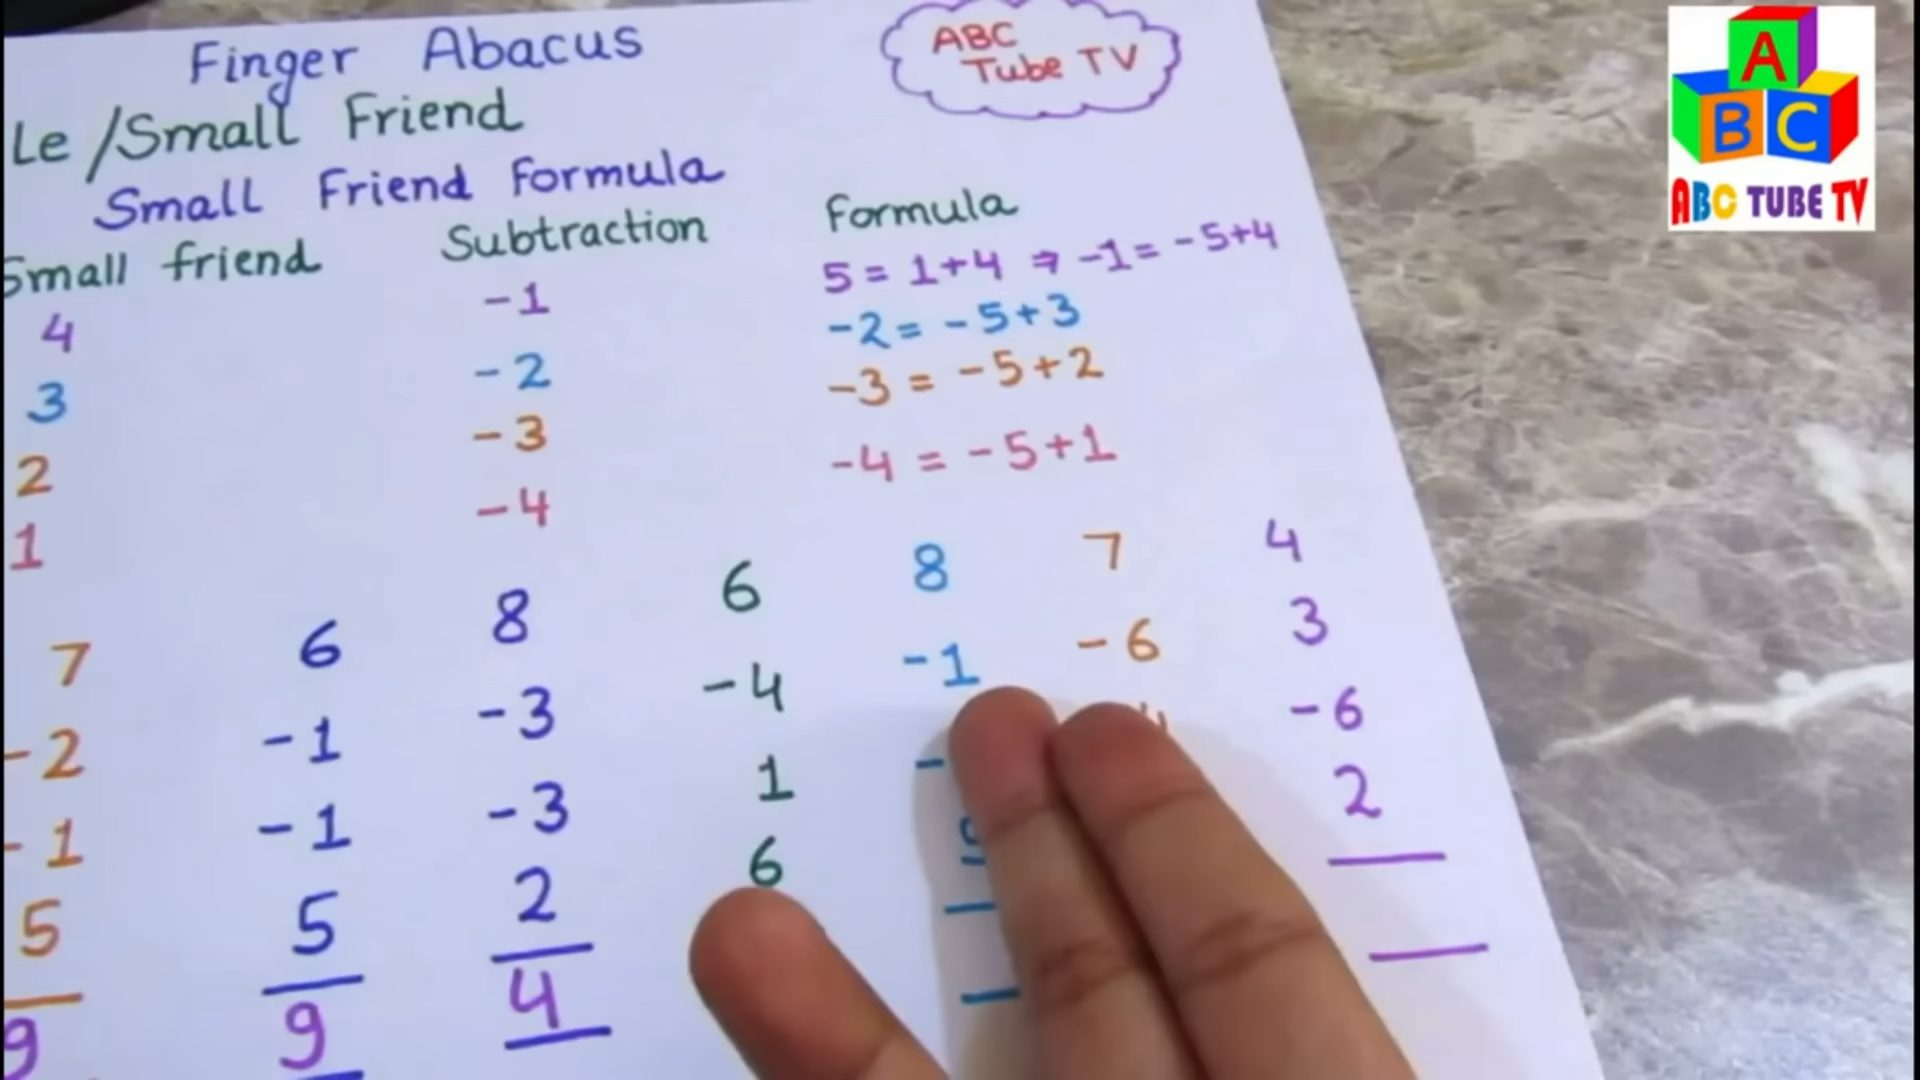 Finger Abacus
ABC
Tube TV
Le /Small Friend
Small Friend Formula
Small friend Subtraction Formula
4 -1 5 = 1+4 ⇒ -1 = -5+4
3 -2 -2 = -5+3
2 -3 -3 = -5+2
1 -4 -4 = -5+1
7 6 8 6 8 7 4
-2 -1 -3 -4 -1 -6 3
-1 -1 -3 1 - -6
5 5 2 6 2
9 9 4
A
B C
ABC TUBE TV